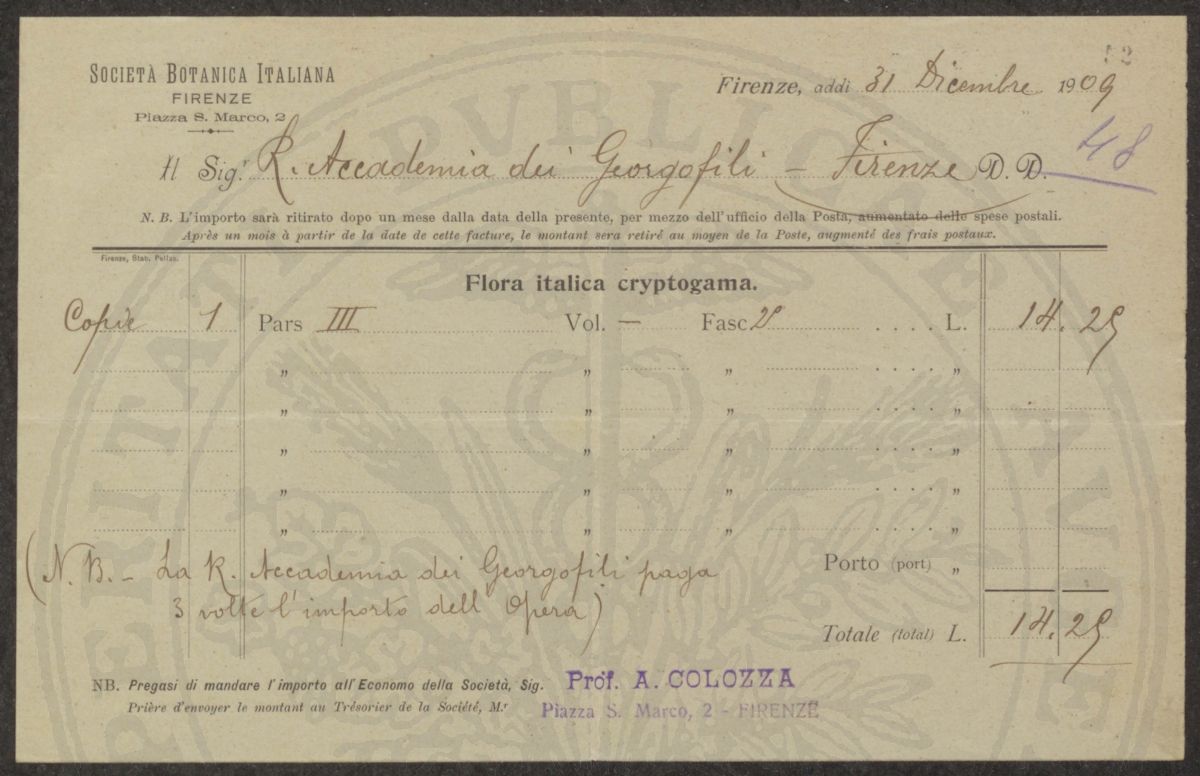 52
SOCIETÀ BOTANICA ITALIANA
FIRENZE
Piazza S. Marco, 2
Firenze, addì 31 Dicembre 1909
48
Il Sig.r R. Accademia dei Georgofili – Firenze D. D.
N. B. L'importo sarà ritirato dopo un mese dalla data della presente, per mezzo dell'ufficio della Posta, aumentato delle spese postali.
Après un mois à partir de la date de cette facture, le montant sera retiré au moyen de la Poste, augmenté des frais postaux.
Firenze, Stab. Pellas.
Flora italica cryptogama.
Copie 1 Pars III Vol. — Fasc 2º . . . . L. 14. 25
„ „ „ . . . . „
„ „ „ . . . . „
„ „ „ . . . . „
„ „ „ . . . . „
„ „ „ . . . . „
Porto (port) „
(N. B. – La R. Accademia dei Georgofili paga
3 volte l'importo dell Opera)
Totale (total) L. 14. 25
NB. Pregasi di mandare l'importo all'Economo della Società, Sig. Prof. A. COLOZZA
Prière d'envoyer le montant au Trésorier de la Société, M.r Piazza S. Marco, 2 - FIRENZE